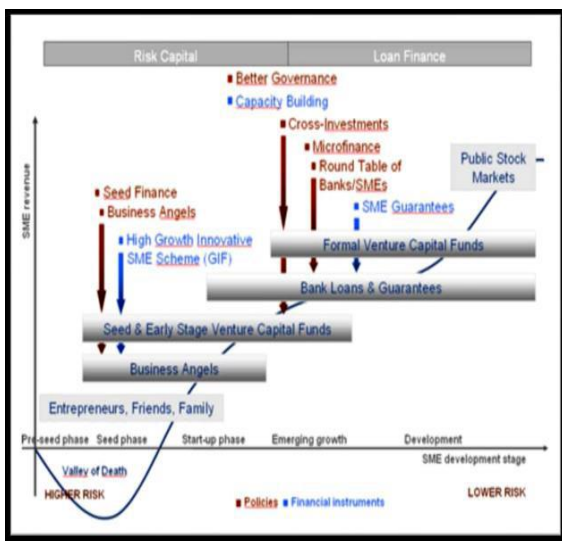 Risk Capital
Loan Finance
Better Governance
Capacity Building
Cross-Investments
Microfinance
Round Table of
Banks/SMEs
Public Stock
Markets
SME revenue
Seed Finance
Business Angels
SME Guarantees
High Growth Innovative
SME Scheme (GIF)
Formal Venture Capital Funds
Bank Loans & Guarantees
Seed & Early Stage Venture Capital Funds
Business Angels
Entrepreneurs, Friends, Family
Pre-seed phase
Seed phase
Start-up phase
Emerging growth
Development
SME development stage
Valley of Death
HIGHER RISK
Policies
Financial instruments
LOWER RISK